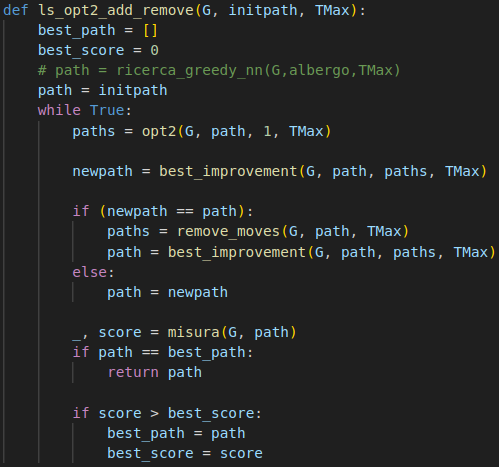 def ls_opt2_add_remove(G, initpath, TMax):
    best_path = []
    best_score = 0
    # path = ricerca_greedy_nn(G,albergo,TMax)
    path = initpath
    while True:
        paths = opt2(G, path, 1, TMax)
        newpath = best_improvement(G, path, paths, TMax)
        if (newpath == path):
            paths = remove_moves(G, path, TMax)
            path = best_improvement(G, path, paths, TMax)
        else:
            path = newpath
        _, score = misura(G, path)
        if path == best_path:
            return path
        if score > best_score:
            best_path = path
            best_score = score